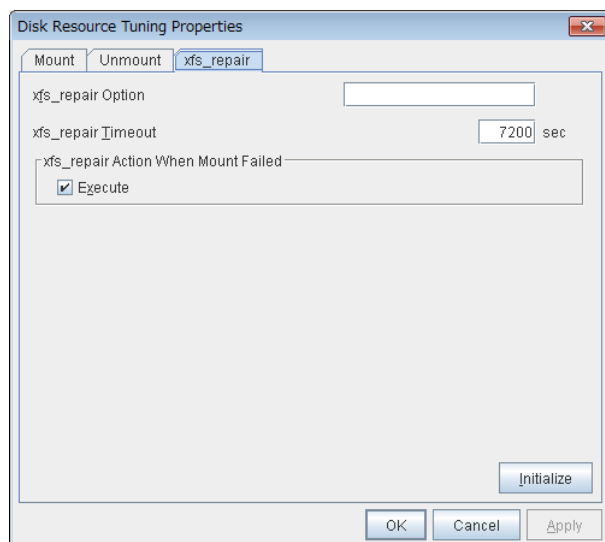 Disk Resource Tuning Properties
Mount Unmount xfs_repair
xfs_repair Option
xfs_repair Timeout 7200 sec
xfs_repair Action When Mount Failed
Execute
Initialize
OK Cancel Apply